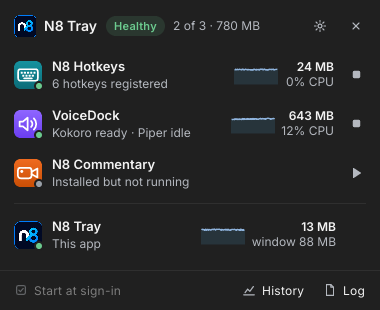 n8 N8 Tray Healthy 2 of 3 · 780 MB
N8 Hotkeys 24 MB
6 hotkeys registered 0% CPU
VoiceDock 643 MB
Kokoro ready · Piper idle 12% CPU
N8 Commentary
Installed but not running
n8 N8 Tray 13 MB
This app window 88 MB
Start at sign-in History Log